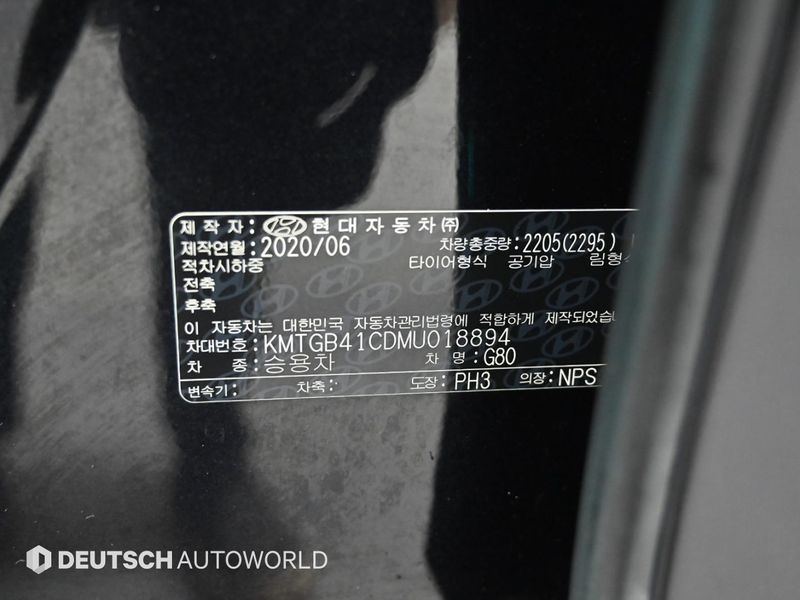 제작자: 현대자동차㈜
제작연월: 2020/06 차량총중량: 2205(2295)
적차시하중 타이어형식 공기압 림형식
전축
후축
이 자동차는 대한민국 자동차관리법령에 적합하게 제작되었습
차대번호: KMTGB41CDMU018894
차 종: 승용차 차 명: G80
변속기: 차축: 도장: PH3 의장: NPS
DEUTSCH AUTOWORLD